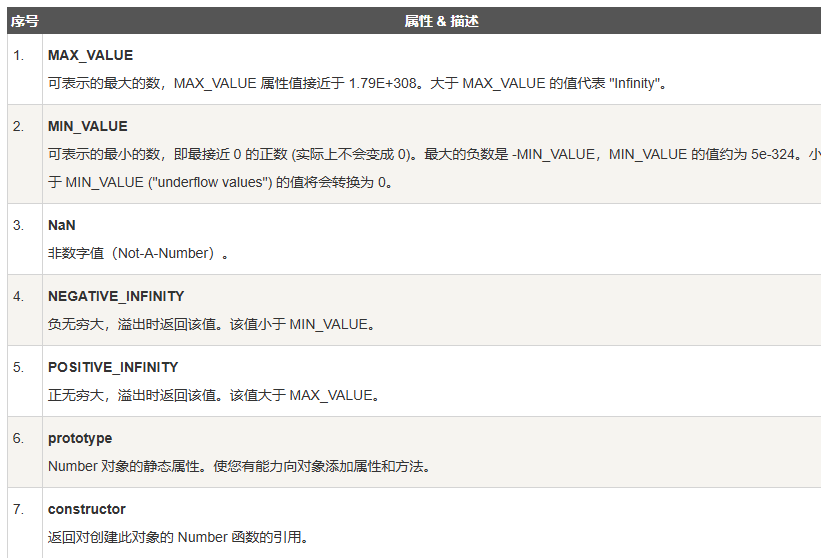 序号 属性 & 描述
1. MAX_VALUE
可表示的最大的数，MAX_VALUE 属性值接近于 1.79E+308。大于 MAX_VALUE 的值代表 "Infinity"。
2. MIN_VALUE
可表示的最小的数，即最接近 0 的正数 (实际上不会变成 0)。最大的负数是 -MIN_VALUE，MIN_VALUE 的值约为 5e-324。小
于 MIN_VALUE ("underflow values") 的值将会转换为 0。
3. NaN
非数字值（Not-A-Number）。
4. NEGATIVE_INFINITY
负无穷大，溢出时返回该值。该值小于 MIN_VALUE。
5. POSITIVE_INFINITY
正无穷大，溢出时返回该值。该值大于 MAX_VALUE。
6. prototype
Number 对象的静态属性。使您有能力向对象添加属性和方法。
7. constructor
返回对创建此对象的 Number 函数的引用。